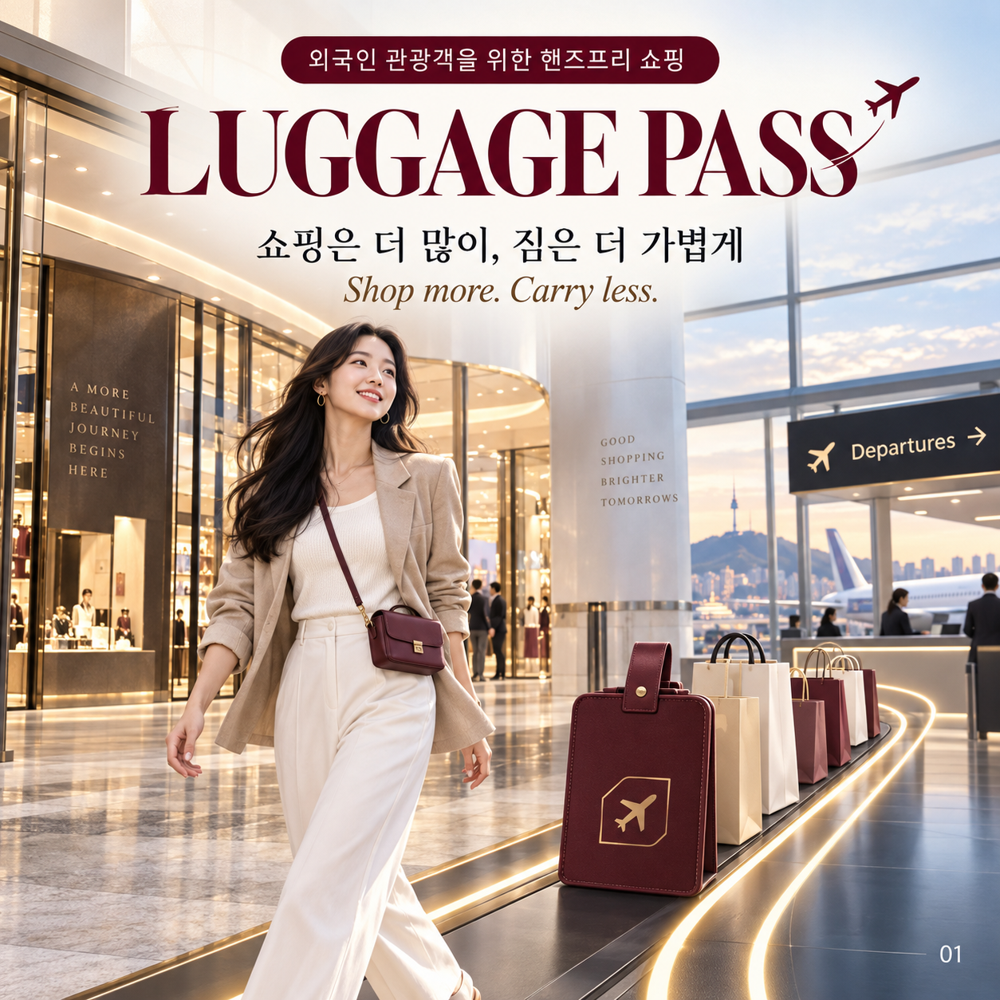 외국인 관광객을 위한 핸즈프리 쇼핑
LUGGAGE PASS
쇼핑은 더 많이, 짐은 더 가볍게
Shop more. Carry less.
A MORE
BEAUTIFUL
JOURNEY
BEGINS
HERE
GOOD
SHOPPING
BRIGHTER
TOMORROWS
Departures →
01